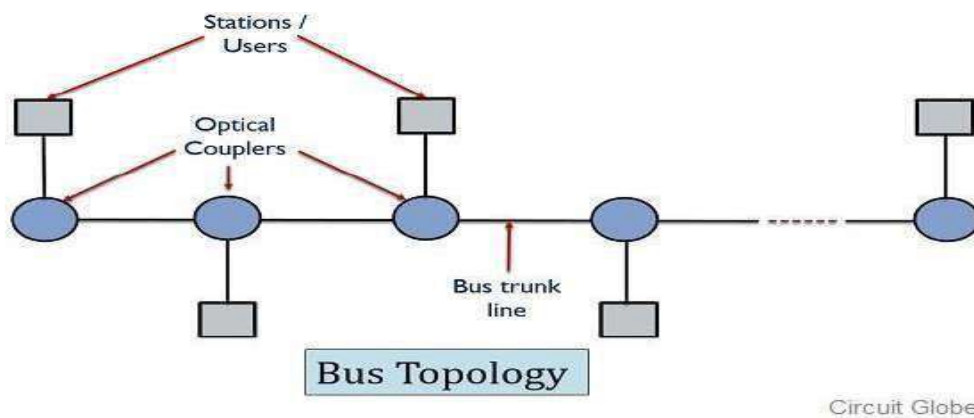 Stations /
Users
Optical
Couplers
Bus trunk
line
Bus Topology
Circuit Globe